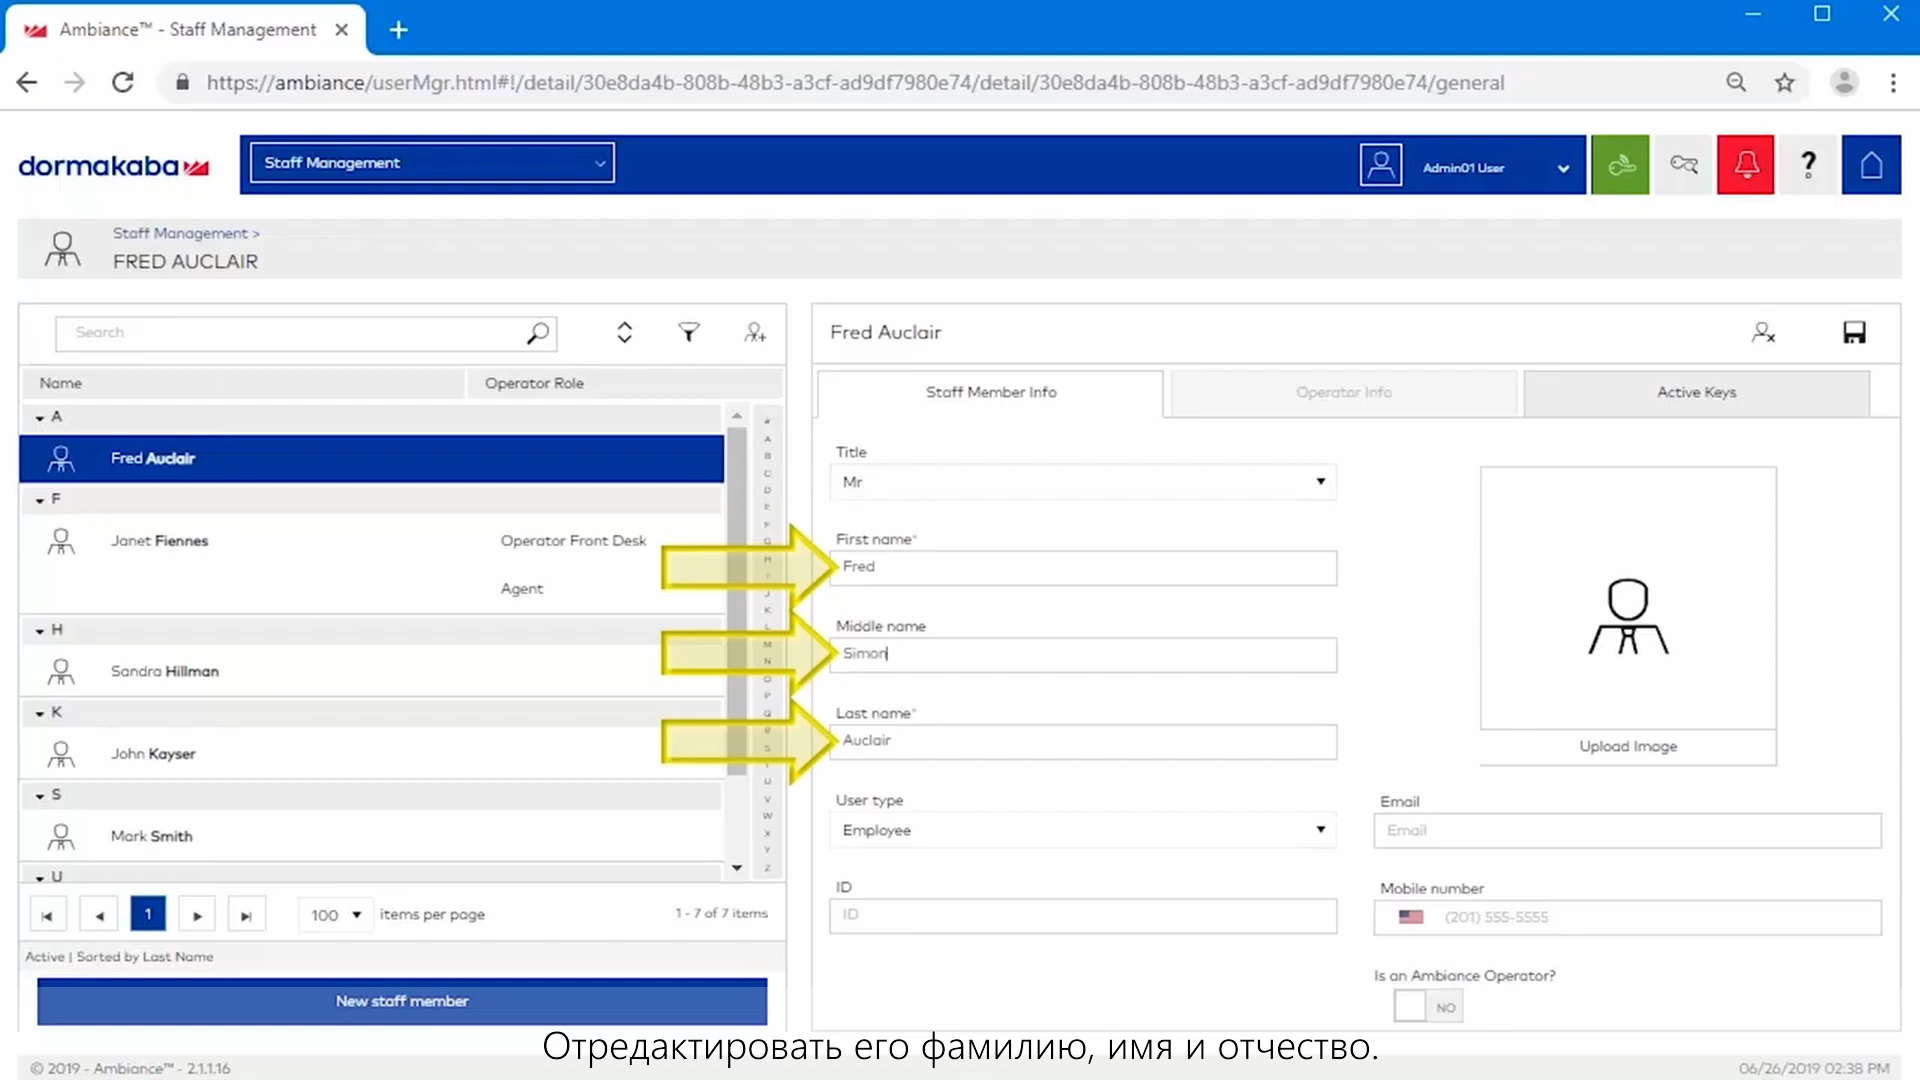 Ambiance™ - Staff Management
https://ambiance/userMgr.html#!/detail/30e8da4b-808b-48b3-a3cf-ad9df7980e74/detail/30e8da4b-808b-48b3-a3cf-ad9df7980e74/general
dormakaba
Staff Management
Admin01 User
?
Staff Management >
FRED AUCLAIR
Search
Name
Operator Role
A
Fred Auclair
F
Janet Fiennes
Operator Front Desk
Agent
H
Sandra Hillman
K
John Kayser
S
Mark Smith
U
#
A
B
C
D
E
F
G
H
I
J
K
L
M
N
O
P
Q
R
S
T
U
V
W
X
Y
Z
1
100
items per page
1 - 7 of 7 items
Active | Sorted by Last Name
New staff member
Fred Auclair
Staff Member Info
Operator Info
Active Keys
Title
Mr
First name*
Fred
Middle name
Simon
Last name*
Auclair
User type
Employee
ID
ID
Upload Image
Email
Email
Mobile number
(201) 555-5555
Is an Ambiance Operator?
NO
Отредактировать его фамилию, имя и отчество.
© 2019 - Ambiance™ - 2.1.1.16
06/26/2019 02:38 PM